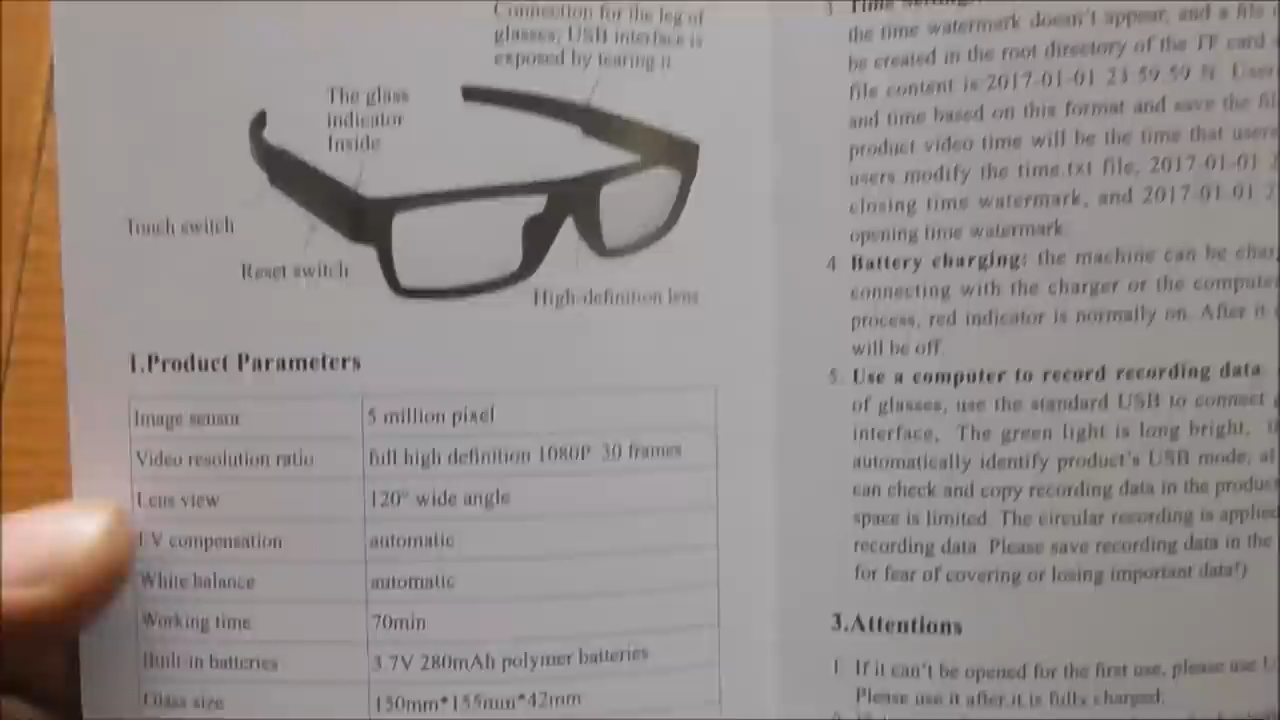 Connection for the leg of
glasses, USB interface is
exposed by tearing it
The glass
indicator
Inside
Touch switch
Reset switch
High-definition lens
1.Product Parameters
Image sensor 5 million pixel
Video resolution ratio full high definition 1080P 30 frames
Lens view 120° wide angle
EV compensation automatic
White balance automatic
Working time 70min
Built-in batteries 3.7V 280mAh polymer batteries
Glass size 150mm*155mm*42mm
3 Time
the time watermark doesn't appear, and a file
be created in the root directory of the TF card
file content is 2017-01-01 23 59 59 N. User
and time based on this format and save the
product video time will be the time that users
users modify the time.txt file, 2017-01-01
closing time watermark, and 2017 01 01
opening time watermark.
4 Battery charging: the machine can be
connecting with the charger or the computer
process, red indicator is normally on. After it
will be off.
5. Use a computer to record recording data
of glasses, use the standard USB to connect
interface, The green light is long bright,
automatically identify product's USB mode,
can check and copy recording data in the
space is limited. The circular recording is
recording data. Please save recording data in the
for fear of covering or losing important data!)
3.Attentions
1. If it can't be opened for the first use, please use
Please use it after it is fully charged.